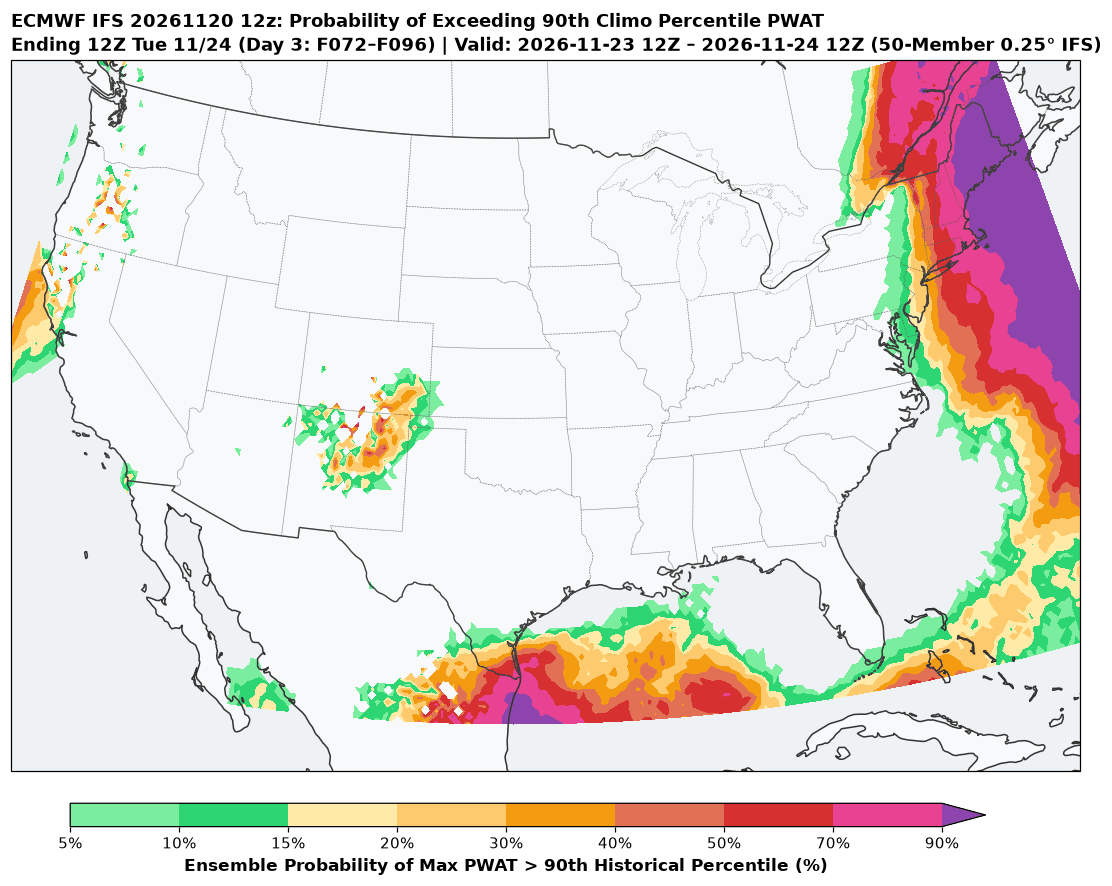 ECMWF IFS 20261120 12z: Probability of Exceeding 90th Climo Percentile PWAT
Ending 12Z Tue 11/24 (Day 3: F072–F096) | Valid: 2026-11-23 12Z – 2026-11-24 12Z (50-Member 0.25° IFS)
5% 10% 15% 20% 30% 40% 50% 70% 90%
Ensemble Probability of Max PWAT > 90th Historical Percentile (%)